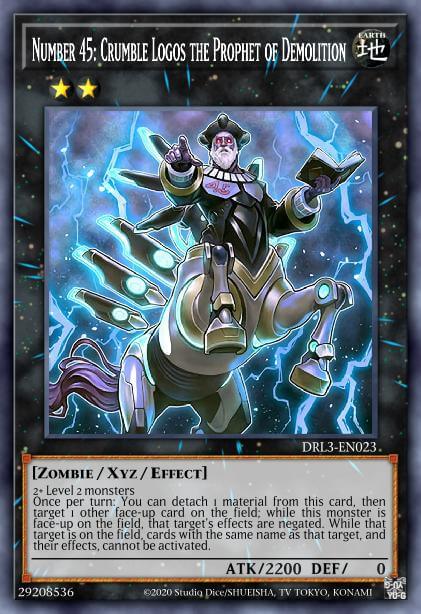 NUMBER 45: CRUMBLE LOGOS THE PROPHET OF DEMOLITION
EARTH
地
45
DRL3-EN023
[ZOMBIE/XYZ/EFFECT]
2+ Level 2 monsters
Once per turn: You can detach 1 material from this card, then
target 1 other face-up card on the field; while this monster is
face-up on the field, that target's effects are negated. While that
target is on the field, cards with the same name as that target, and
their effects, cannot be activated.
ATK/2200 DEF/ 0
29208536
©2020 Studio Dice/SHUEISHA, TV TOKYO, KONAMI